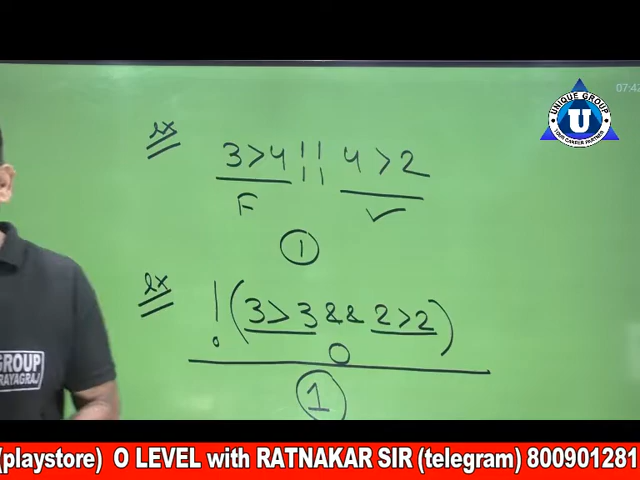 07:42
UNIQUE GROUP
U
YOUR CAREER PARTNER
ex
3>4 || 4>2
F ✓
1
ex
!(3>3 && 2>2)
0
1
GROUP
RAYAGRAJ
(playstore) O LEVEL with RATNAKAR SIR (telegram) 800901281